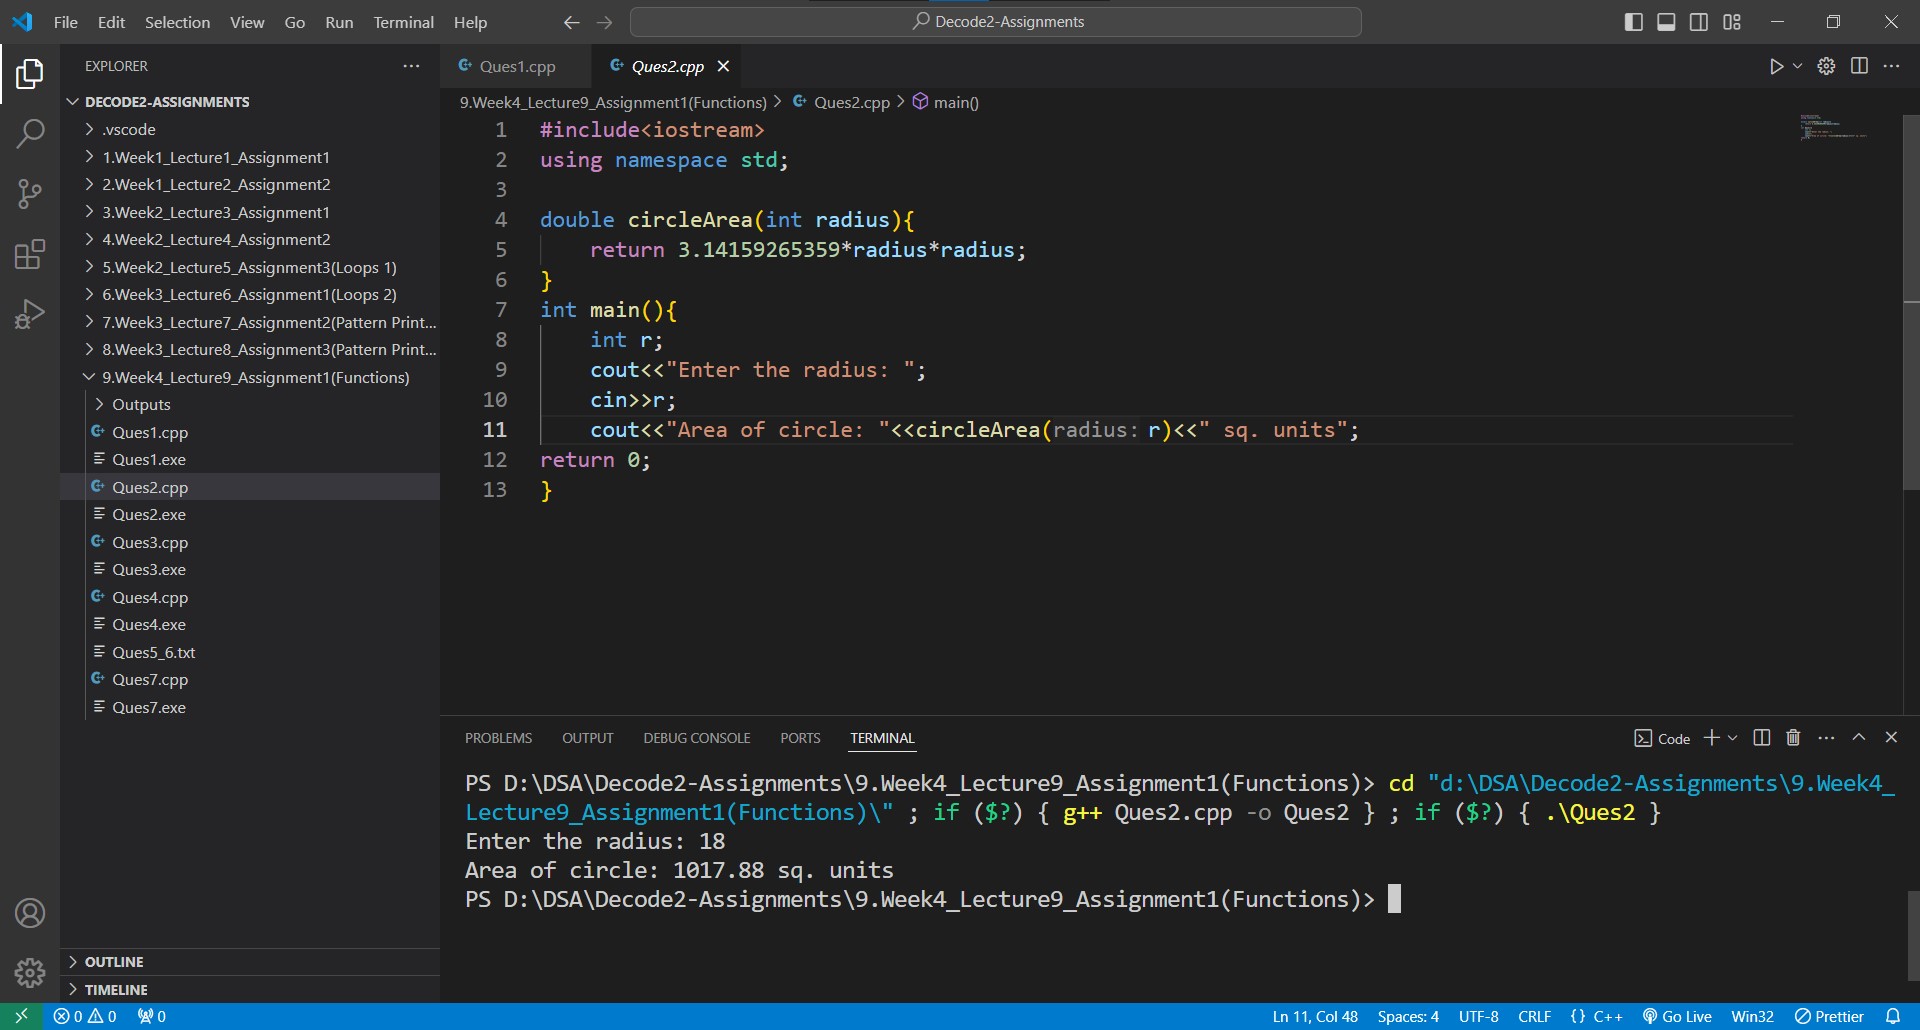 File Edit Selection View Go Run Terminal Help
Decode2-Assignments
EXPLORER
DECODE2-ASSIGNMENTS
.vscode
1.Week1_Lecture1_Assignment1
2.Week1_Lecture2_Assignment2
3.Week2_Lecture3_Assignment1
4.Week2_Lecture4_Assignment2
5.Week2_Lecture5_Assignment3(Loops 1)
6.Week3_Lecture6_Assignment1(Loops 2)
7.Week3_Lecture7_Assignment2(Pattern Print...
8.Week3_Lecture8_Assignment3(Pattern Print...
9.Week4_Lecture9_Assignment1(Functions)
Outputs
Ques1.cpp
Ques1.exe
Ques2.cpp
Ques2.exe
Ques3.cpp
Ques3.exe
Ques4.cpp
Ques4.exe
Ques5_6.txt
Ques7.cpp
Ques7.exe
OUTLINE
TIMELINE
Ques1.cpp Ques2.cpp
9.Week4_Lecture9_Assignment1(Functions) > Ques2.cpp > main()
1 #include<iostream>
2 using namespace std;
3
4 double circleArea(int radius){
5 return 3.14159265359*radius*radius;
6 }
7 int main(){
8 int r;
9 cout<<"Enter the radius: ";
10 cin>>r;
11 cout<<"Area of circle: "<<circleArea(radius: r)<<" sq. units";
12 return 0;
13 }
PROBLEMS OUTPUT DEBUG CONSOLE PORTS TERMINAL
Code
PS D:\DSA\Decode2-Assignments\9.Week4_Lecture9_Assignment1(Functions)> cd "d:\DSA\Decode2-Assignments\9.Week4_
Lecture9_Assignment1(Functions)\" ; if ($?) { g++ Ques2.cpp -o Ques2 } ; if ($?) { .\Ques2 }
Enter the radius: 18
Area of circle: 1017.88 sq. units
PS D:\DSA\Decode2-Assignments\9.Week4_Lecture9_Assignment1(Functions)>
0 0 0
Ln 11, Col 48 Spaces: 4 UTF-8 CRLF {} C++ Go Live Win32 Prettier